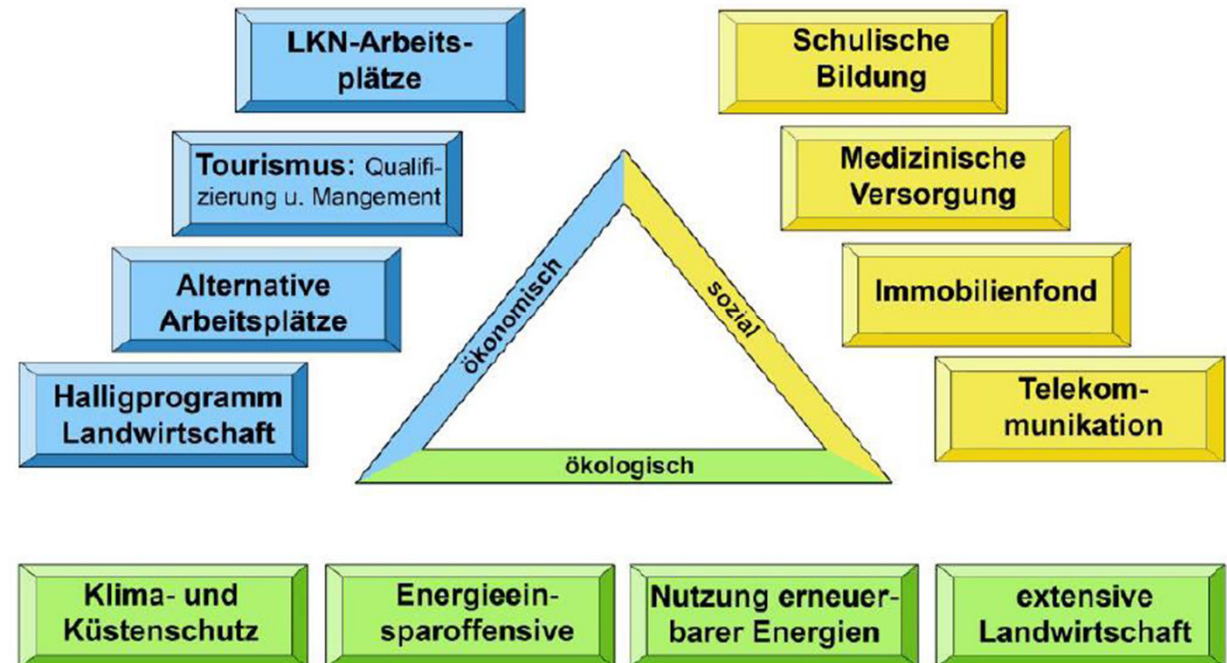 LKN-Arbeits-
plätze
Tourismus: Qualifi-
zierung u. Mangement
Alternative
Arbeitsplätze
Halligprogramm
Landwirtschaft
Schulische
Bildung
Medizinische
Versorgung
Immobilienfond
Telekom-
munikation
ökonomisch
sozial
ökologisch
Klima- und
Küstenschutz
Energieein-
sparoffensive
Nutzung erneuer-
barer Energien
extensive
Landwirtschaft